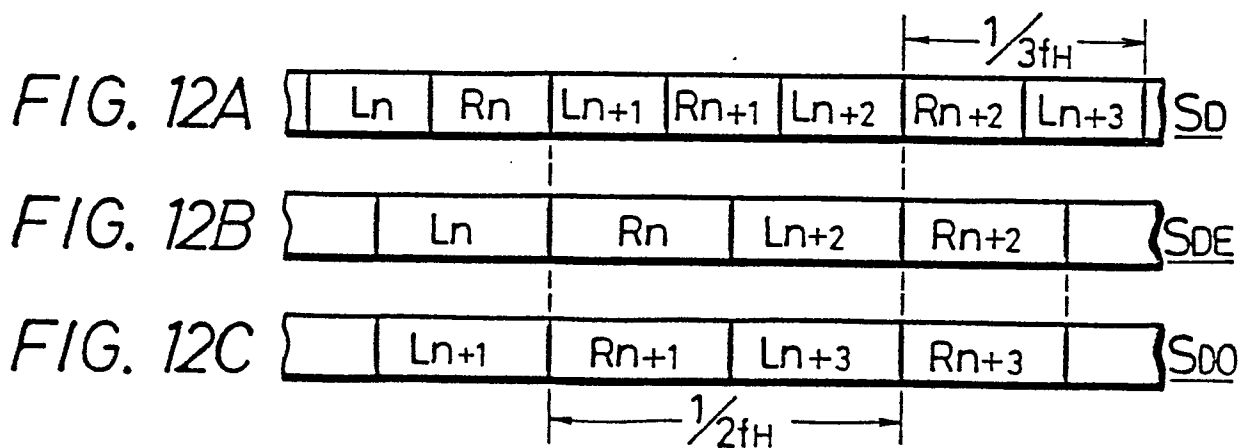 1/3fH
FIG. 12A Ln Rn Ln+1 Rn+1 Ln+2 Rn+2 Ln+3 SD
FIG. 12B Ln Rn Ln+2 Rn+2 SDE
FIG. 12C Ln+1 Rn+1 Ln+3 Rn+3 SDO
1/2fH